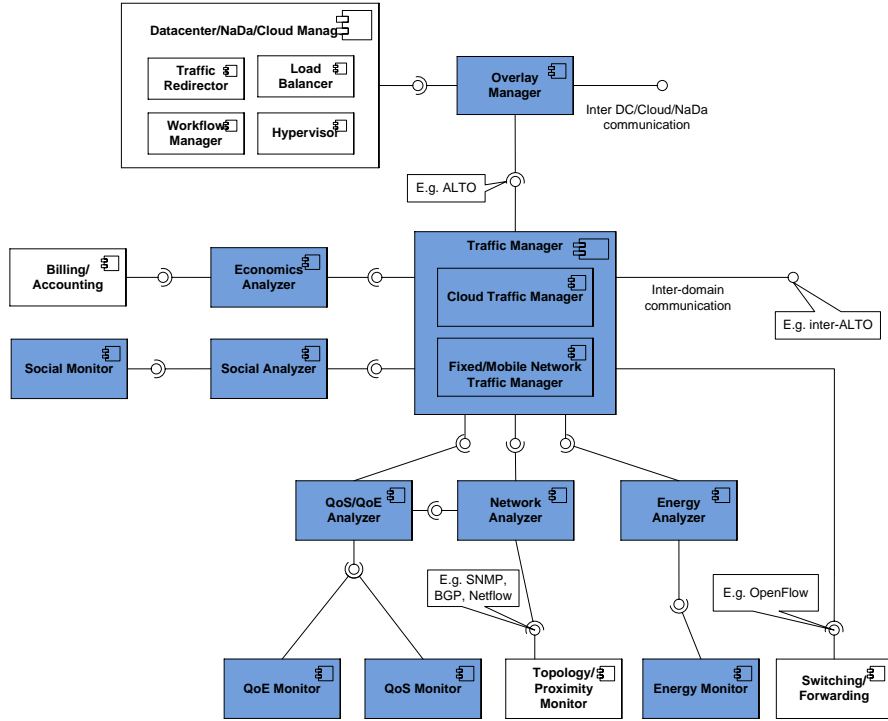 Datacenter/NaDa/Cloud Manag
Traffic
Redirector
Load
Balancer
Workflow
Manager
Hypervisor
Overlay
Manager
Inter DC/Cloud/NaDa
communication
E.g. ALTO
Billing/
Accounting
Economics
Analyzer
Traffic Manager
Cloud Traffic Manager
Inter-domain
communication
E.g. inter-ALTO
Social Monitor
Social Analyzer
Fixed/Mobile Network
Traffic Manager
QoS/QoE
Analyzer
Network
Analyzer
Energy
Analyzer
E.g. SNMP,
BGP, Netflow
E.g. OpenFlow
QoE Monitor
QoS Monitor
Topology/
Proximity
Monitor
Energy Monitor
Switching/
Forwarding